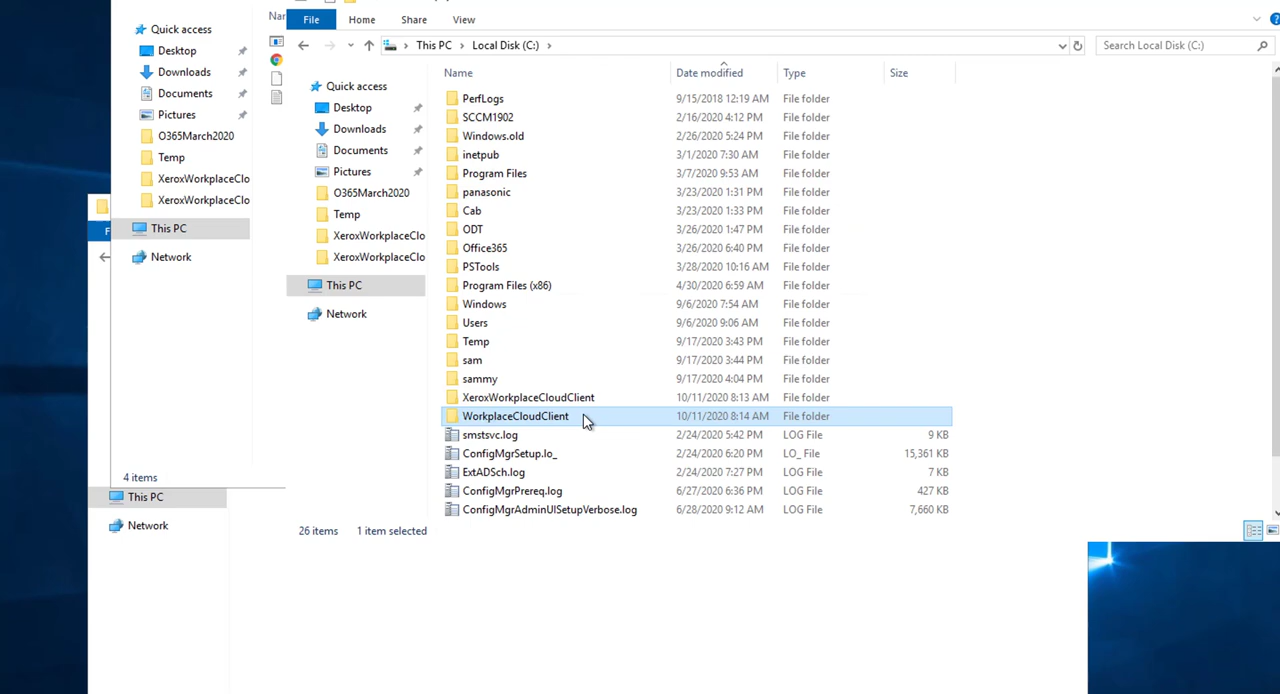 Quick access
Desktop
Downloads
Documents
Pictures
O365March2020
Temp
XeroxWorkplaceClo
XeroxWorkplaceClo
This PC
Network
4 items
This PC
Network
F
Nar
File Home Share View
This PC > Local Disk (C:) >
Search Local Disk (C:)
Quick access
Desktop
Downloads
Documents
Pictures
O365March2020
Temp
XeroxWorkplaceClo
XeroxWorkplaceClo
This PC
Network
Name Date modified Type Size
PerfLogs 9/15/2018 12:19 AM File folder
SCCM1902 2/16/2020 4:12 PM File folder
Windows.old 2/26/2020 5:24 PM File folder
inetpub 3/1/2020 7:30 AM File folder
Program Files 3/7/2020 9:53 AM File folder
panasonic 3/23/2020 1:31 PM File folder
Cab 3/23/2020 1:33 PM File folder
ODT 3/26/2020 1:47 PM File folder
Office365 3/26/2020 6:40 PM File folder
PSTools 3/28/2020 10:16 AM File folder
Program Files (x86) 4/30/2020 6:59 AM File folder
Windows 9/6/2020 7:54 AM File folder
Users 9/6/2020 9:06 AM File folder
Temp 9/17/2020 3:43 PM File folder
sam 9/17/2020 3:44 PM File folder
sammy 9/17/2020 4:04 PM File folder
XeroxWorkplaceCloudClient 10/11/2020 8:13 AM File folder
WorkplaceCloudClient 10/11/2020 8:14 AM File folder
smstsvc.log 2/24/2020 5:42 PM LOG File 9 KB
ConfigMgrSetup.lo_ 2/24/2020 6:20 PM LO_ File 15,361 KB
ExtADSch.log 2/24/2020 7:27 PM LOG File 7 KB
ConfigMgrPrereq.log 6/27/2020 6:36 PM LOG File 427 KB
ConfigMgrAdminUISetupVerbose.log 6/28/2020 9:12 AM LOG File 7,660 KB
26 items 1 item selected